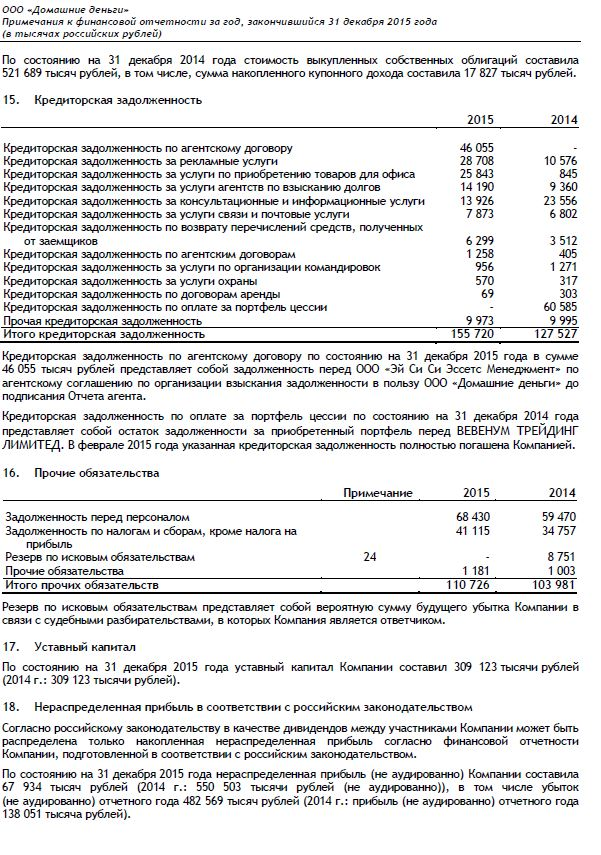 ООО «Домашние деньги»
Примечания к финансовой отчетности за год, закончившийся 31 декабря 2015 года
(в тысячах российских рублей)
По состоянию на 31 декабря 2014 года стоимость выкупленных собственных облигаций составила
521 689 тысяч рублей, в том числе, сумма накопленного купонного дохода составила 17 827 тысяч рублей.
15. Кредиторская задолженность
2015 2014
Кредиторская задолженность по агентскому договору 46 055 -
Кредиторская задолженность за рекламные услуги 28 708 10 576
Кредиторская задолженность за услуги по приобретению товаров для офиса 25 843 845
Кредиторская задолженность за услуги агентств по взысканию долгов 14 190 9 360
Кредиторская задолженность за консультационные и информационные услуги 13 926 23 556
Кредиторская задолженность за услуги связи и почтовые услуги 7 873 6 802
Кредиторская задолженность по возврату перечислений средств, полученных
от заемщиков 6 299 3 512
Кредиторская задолженность по агентским договорам 1 258 405
Кредиторская задолженность за услуги по организации командировок 956 1 271
Кредиторская задолженность за услуги охраны 570 317
Кредиторская задолженность по договорам аренды 69 303
Кредиторская задолженность по оплате за портфель цессии - 60 585
Прочая кредиторская задолженность 9 973 9 995
Итого кредиторская задолженность 155 720 127 527
Кредиторская задолженность по агентскому договору по состоянию на 31 декабря 2015 года в сумме
46 055 тысяч рублей представляет собой задолженность перед ООО «Эй Си Си Эссетс Менеджмент» по
агентскому соглашению по организации взыскания задолженности в пользу ООО «Домашние деньги» до
подписания Отчета агента.
Кредиторская задолженность по оплате за портфель цессии по состоянию на 31 декабря 2014 года
представляет собой остаток задолженности за приобретенный портфель перед ВЕВЕНУМ ТРЕЙДИНГ
ЛИМИТЕД. В феврале 2015 года указанная кредиторская задолженность полностью погашена Компанией.
16. Прочие обязательства
Примечание 2015 2014
Задолженность перед персоналом 68 430 59 470
Задолженность по налогам и сборам, кроме налога на 41 115 34 757
прибыль
Резерв по исковым обязательствам 24 - 8 751
Прочие обязательства 1 181 1 003
Итого прочих обязательств 110 726 103 981
Резерв по исковым обязательствам представляет собой вероятную сумму будущего убытка Компании в
связи с судебными разбирательствами, в которых Компания является ответчиком.
17. Уставный капитал
По состоянию на 31 декабря 2015 года уставный капитал Компании составил 309 123 тысячи рублей
(2014 г.: 309 123 тысячи рублей).
18. Нераспределенная прибыль в соответствии с российским законодательством
Согласно российскому законодательству в качестве дивидендов между участниками Компании может быть
распределена только накопленная нераспределенная прибыль согласно финансовой отчетности
Компании, подготовленной в соответствии с российским законодательством.
По состоянию на 31 декабря 2015 года нераспределенная прибыль (не аудированно) Компании составила
67 934 тысяч рублей (2014 г.: 550 503 тысячи рублей (не аудированно)), в том числе убыток
(не аудированно) отчетного года 482 569 тысяч рублей (2014 г.: прибыль (не аудированно) отчетного года
138 051 тысяча рублей).